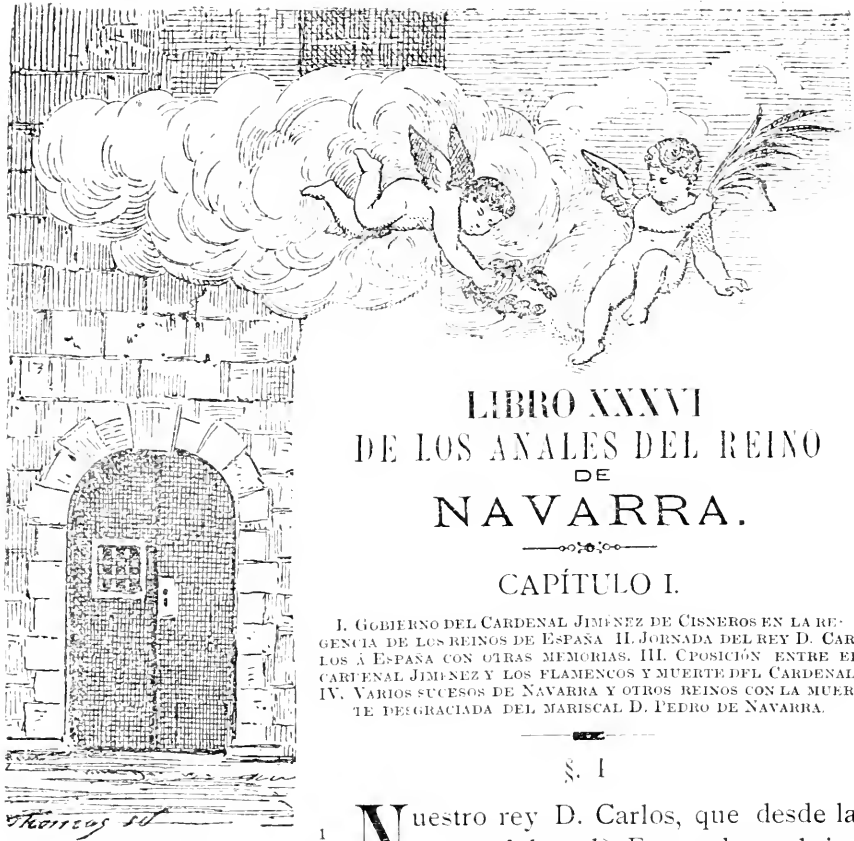 LIBRO XXXVI
DE LOS ANALES DEL REINO
DE
NAVARRA.
CAPÍTULO I.
I. GOBIERNO DEL CARDENAL JIMÉNEZ DE CISNEROS EN LA RE-
GENCIA DE LOS REINOS DE ESPAÑA II. JORNADA DEL REY D. CAR
LOS Á ESPAÑA CON OTRAS MEMORIAS. III. OPOSICIÓN ENTRE EL
CARDENAL JIMENEZ Y LOS FLAMENCOS Y MUERTE DEL CARDENAL
IV. VARIOS SUCESOS DE NAVARRA Y OTROS REINOS CON LA MUER
TE DESGRACIADA DEL MARISCAL D. PEDRO DE NAVARRA.
§. I
1 Nuestro rey D. Carlos, que desde la
Thomas